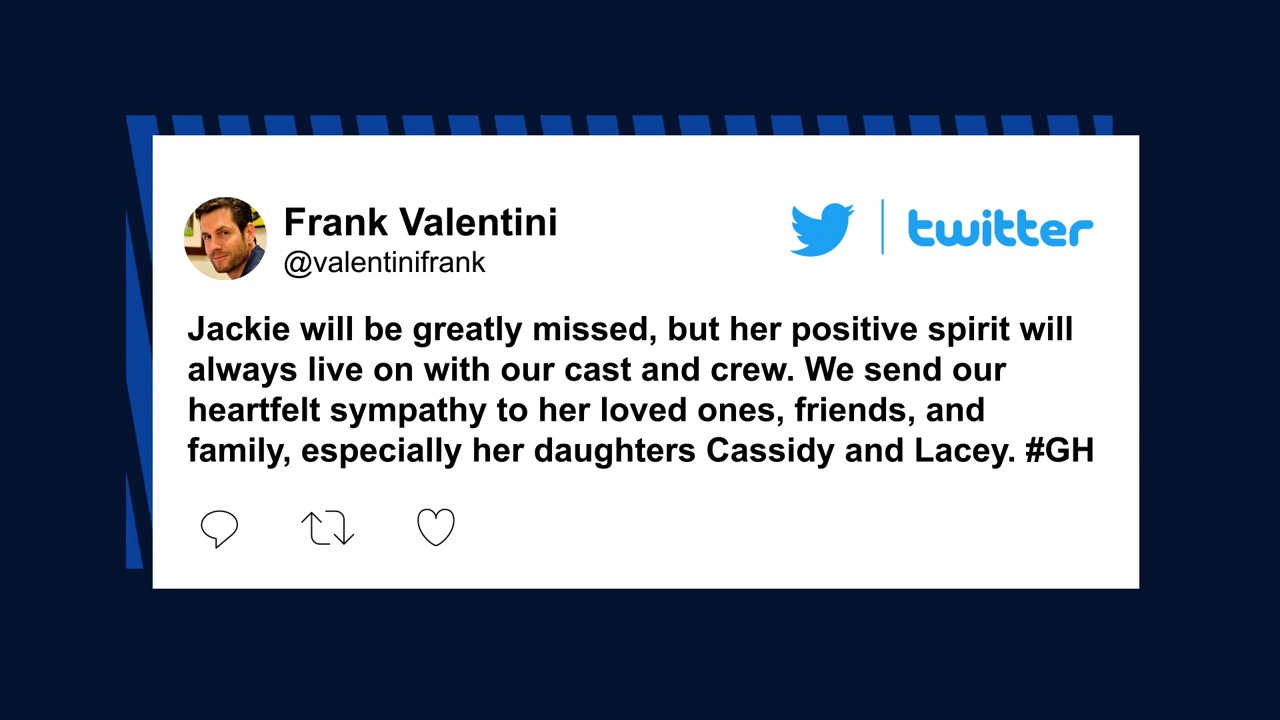 Frank Valentini
@valentinifrank
twitter
Jackie will be greatly missed, but her positive spirit will
always live on with our cast and crew. We send our
heartfelt sympathy to her loved ones, friends, and
family, especially her daughters Cassidy and Lacey. #GH